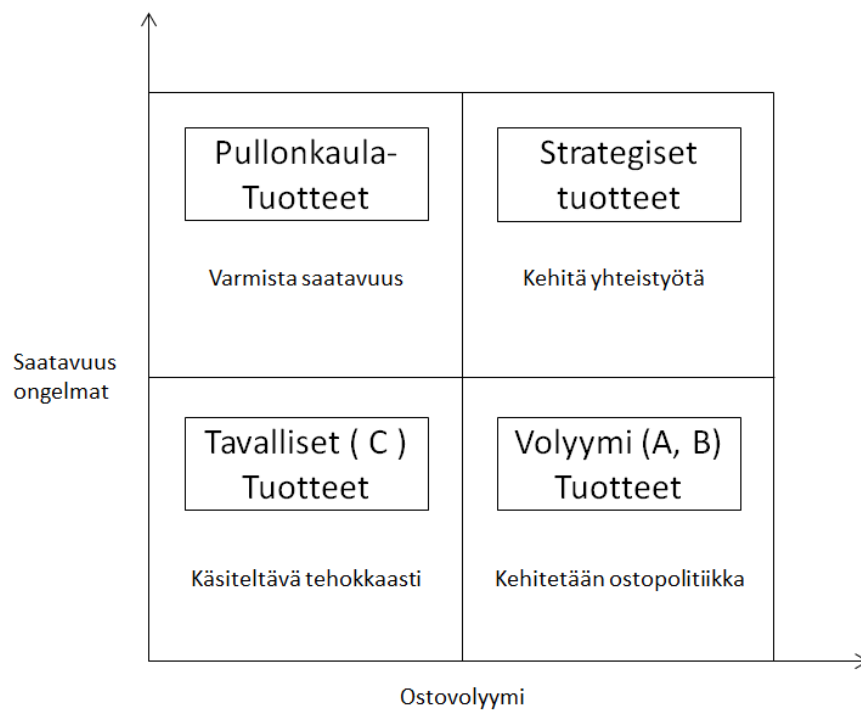 Pullonkaula-
Tuotteet
Strategiset
tuotteet
Varmista saatavuus
Kehitä yhteistyötä
Saatavuus
ongelmat
Tavalliset ( C )
Tuotteet
Volyymi (A, B)
Tuotteet
Käsiteltävä tehokkaasti
Kehitetään ostopolitiikka
Ostovolyymi